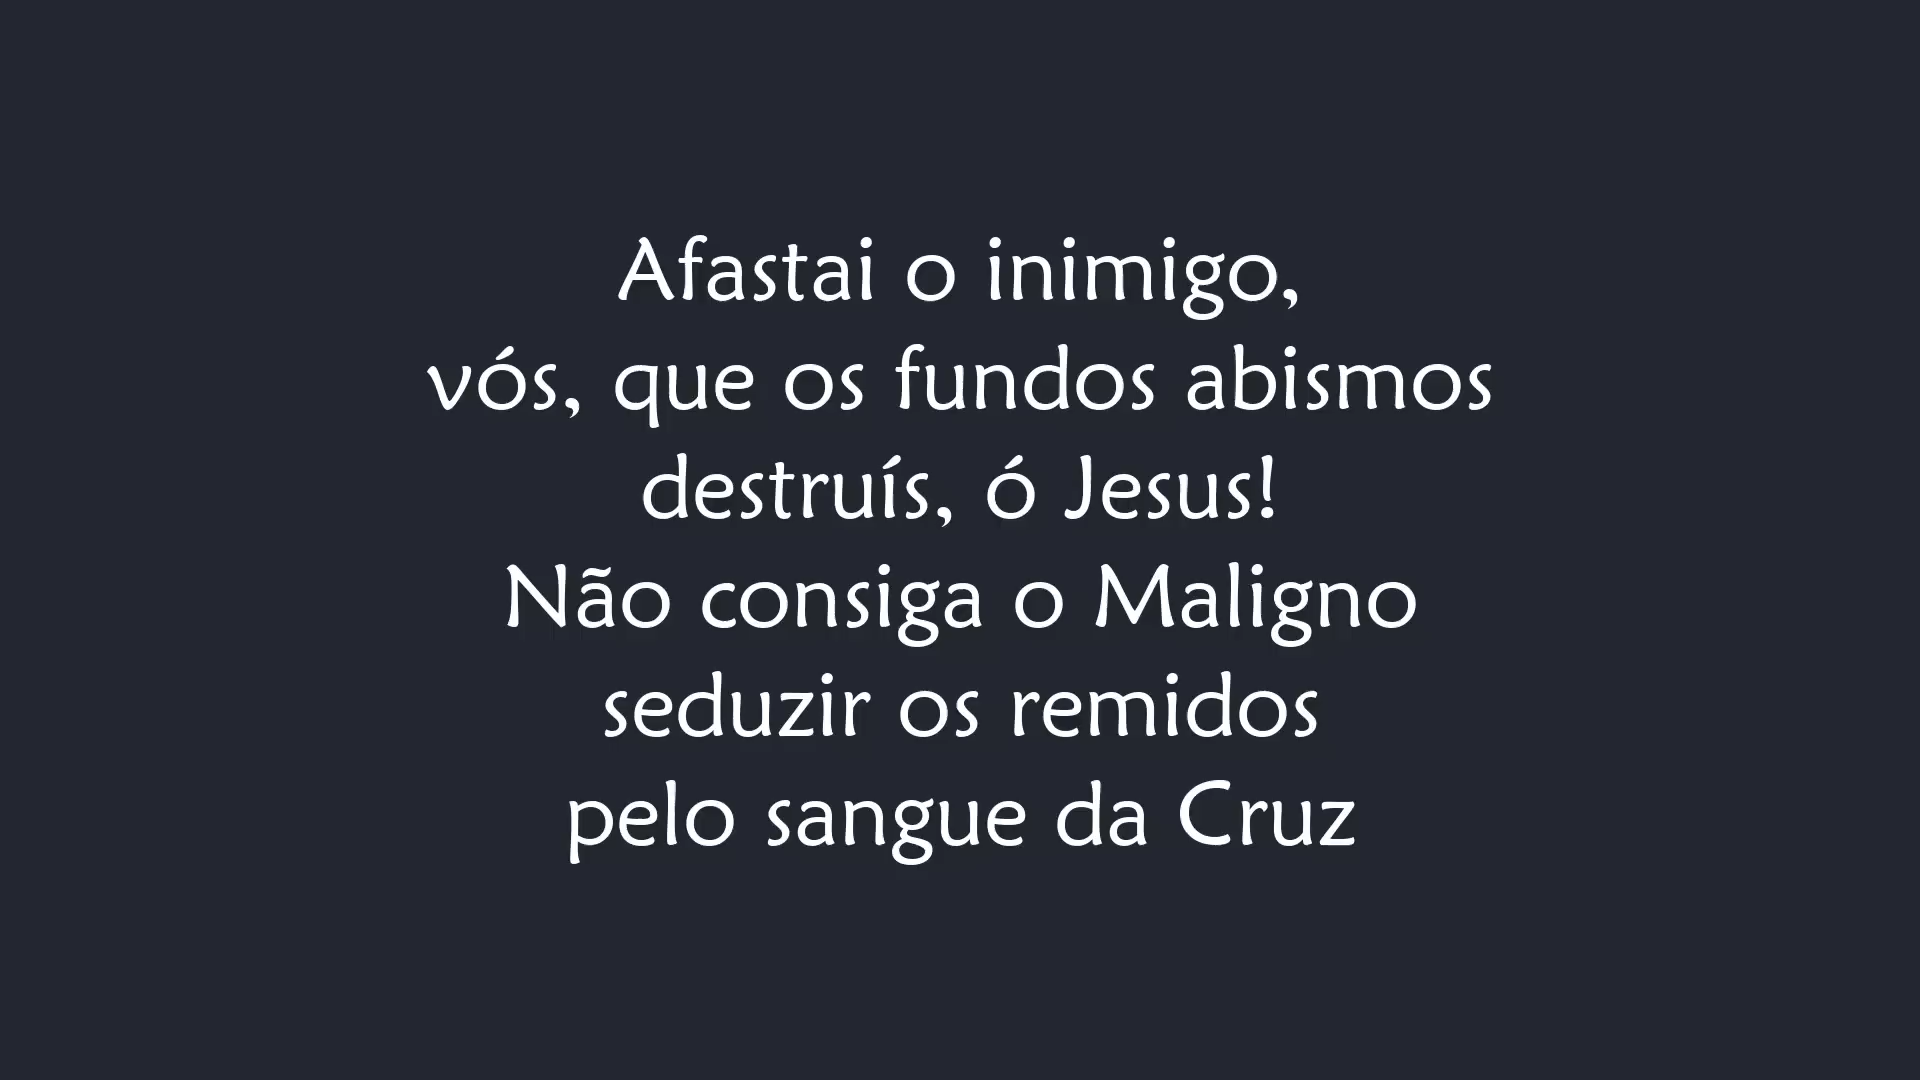 Afastai o inimigo,
vós, que os fundos abismos
destruís, ó Jesus!
Não consiga o Maligno
seduzir os remidos
pelo sangue da Cruz